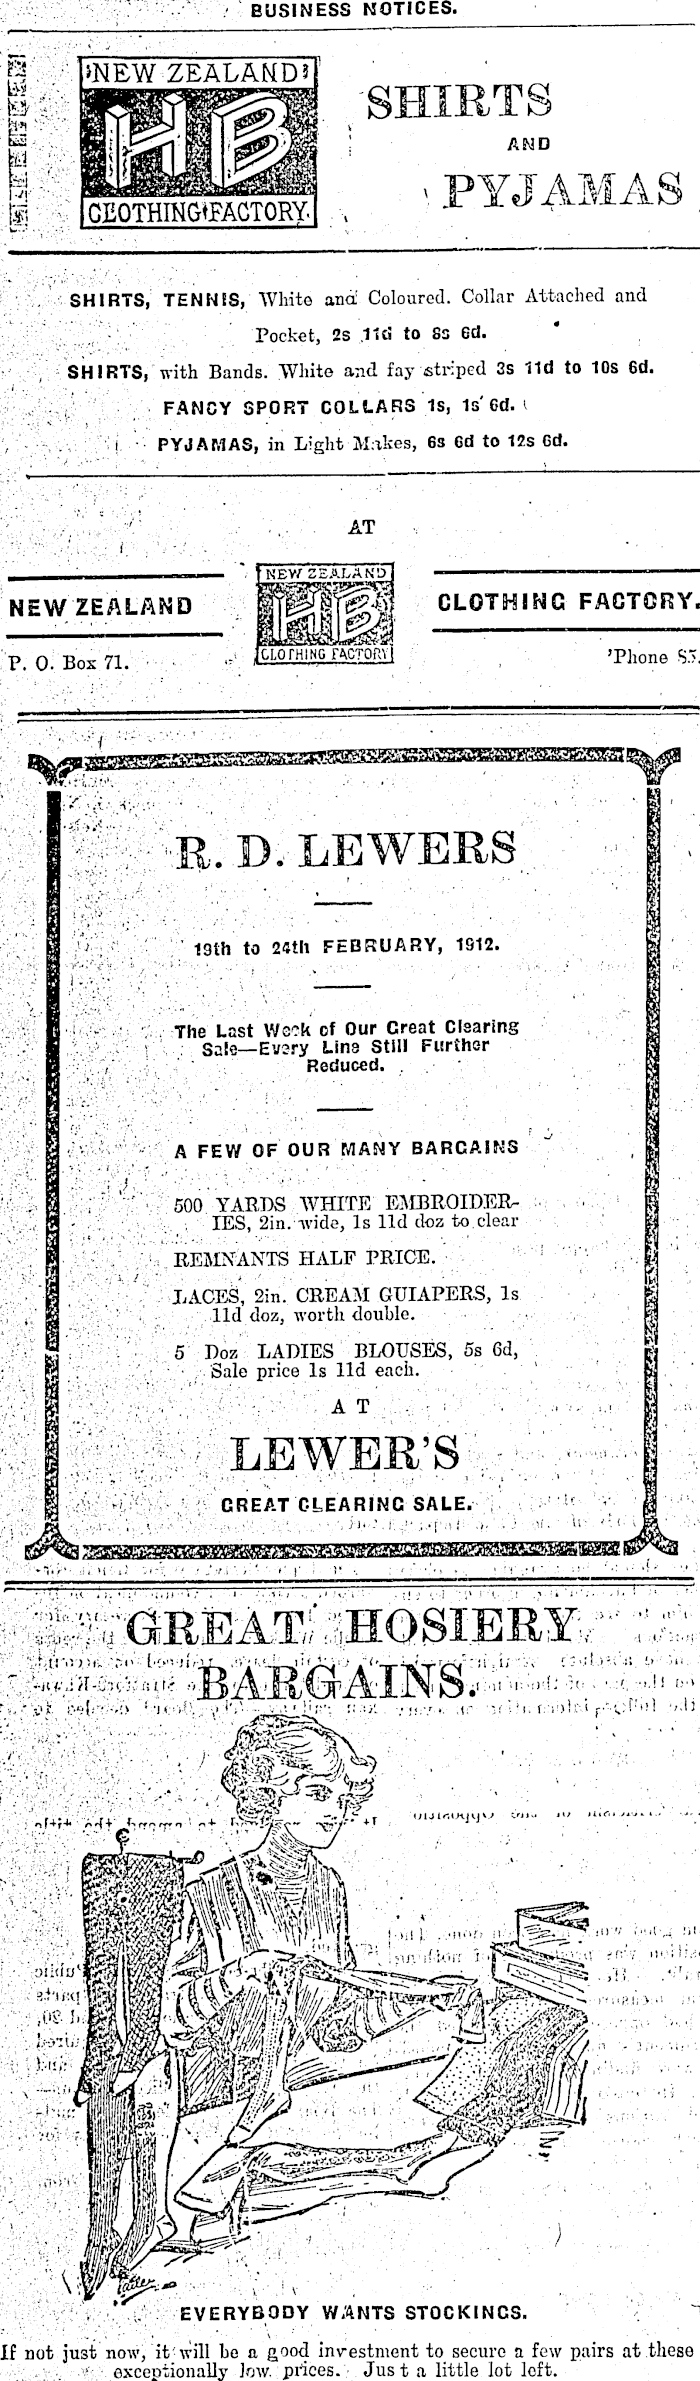 BUSINESS NOTICES.
NEW ZEALAND
HB
CLOTHING FACTORY.
SHIRTS
AND
PYJAMAS
SHIRTS, TENNIS, White and Coloured. Collar Attached and
Pocket, 2s 11d to 8s 6d.
SHIRTS, with Bands. White and fay striped 3s 11d to 10s 6d.
FANCY SPORT COLLARS 1s, 1s 6d.
PYJAMAS, in Light Makes, 6s 6d to 12s 6d.
AT
NEW ZEALAND
NEW ZEALAND
HB
CLOTHING FACTORY
CLOTHING FACTORY.
P. O. Box 71.
'Phone 83.
R. D. LEWERS
19th to 24th FEBRUARY, 1912.
The Last Week of Our Great Clearing
Sale—Every Line Still Further
Reduced.
A FEW OF OUR MANY BARGAINS
500 YARDS WHITE EMBROIDER-
IES, 2in. wide, 1s 11d doz to clear
REMNANTS HALF PRICE.
LACES, 2in. CREAM GUIAPERS, 1s
11d doz, worth double.
5 Doz LADIES BLOUSES, 5s 6d,
Sale price 1s 11d each.
AT
LEWER'S
GREAT CLEARING SALE.
GREAT HOSIERY
BARGAINS.
EVERYBODY WANTS STOCKINGS.
If not just now, it will be a good investment to secure a few pairs at these
exceptionally low prices. Just a little lot left.